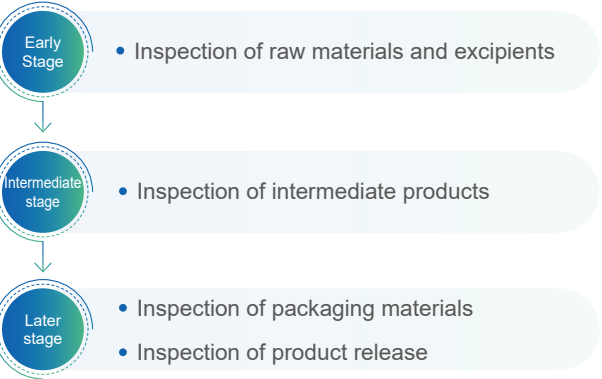 Early
Stage
• Inspection of raw materials and excipients
Intermediate
stage
• Inspection of intermediate products
Later
stage
• Inspection of packaging materials
• Inspection of product release